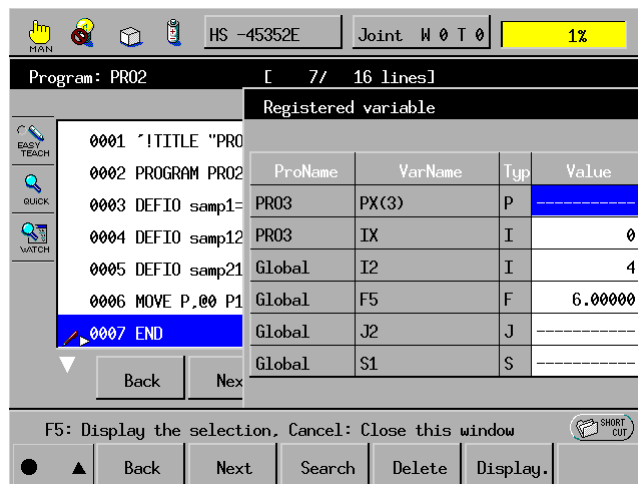 MAN HS -45352E Joint W 0 T 0 1%
Program: PRO2 [ 7/ 16 lines]
Registered variable
EASY TEACH
QUICK
WATCH
0001 ´!TITLE "PRO
0002 PROGRAM PRO2
0003 DEFIO samp1=
0004 DEFIO samp12
0005 DEFIO samp21
0006 MOVE P,@0 P1
0007 END
Back Nex
ProName VarName Typ Value
PRO3 PX(3) P -----------
PRO3 IX I 0
Global I2 I 4
Global F5 F 6.00000
Global J2 J -----------
Global S1 S -----------
F5: Display the selection, Cancel: Close this window
SHORT CUT
Back Next Search Delete Display.